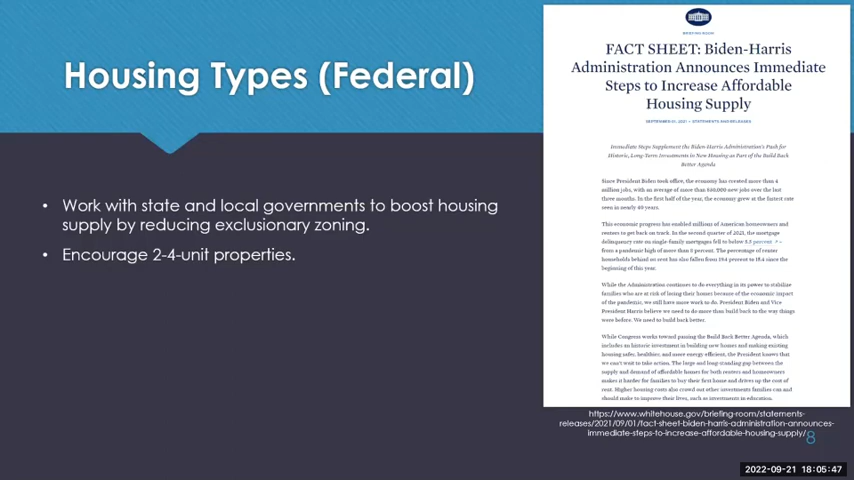 Housing Types (Federal)
• Work with state and local governments to boost housing
supply by reducing exclusionary zoning.
• Encourage 2-4-unit properties.
BRIEFING ROOM
FACT SHEET: Biden-Harris
Administration Announces Immediate
Steps to Increase Affordable
Housing Supply
SEPTEMBER 01, 2021 • STATEMENTS AND RELEASES
Immediate Steps Supplement the Biden-Harris Administration's Push for
Historic, Long-Term Investments in New Housing as Part of the Build Back
Better Agenda
Since President Biden took office, the economy has created more than 4
million jobs, with an average of more than new jobs over the last
three months. In the first half of the year, the economy grew at the fastest rate
seen in nearly 40 years.
This economic progress has enabled millions of American homeowners and
renters to get back on track. In the second quarter of 2021, the mortgage
delinquency rate on single-family mortgages fell to below 5.5 percent –
from a pandemic high of more than 8 percent. The percentage of renter
households behind on rent has also fallen from 19.4 percent to 15.4 since the
beginning of this year.
While the Administration continues to do everything in its power to stabilize
families who are at risk of losing their homes because of the economic impact
of the pandemic, we still have more work to do. President Biden and Vice
President Harris believe we need to do more than build back to the way things
were before. We need to build back better.
While Congress works toward passing the Build Back Better Agenda, which
includes an historic investment in building new homes and making existing
housing safer, healthier, and more energy efficient, the President knows that
we can't wait to take action. The large and long-standing gap between the
supply and demand of affordable homes for both renters and homeowners
makes it harder for families to buy their first home and drives up the cost of
rent. Higher housing costs also crowd out other investments families can and
should make to improve their lives, such as investments in education.
https://www.whitehouse.gov/briefing-room/statements-
releases/2021/09/01/fact-sheet-biden-harris-administration-announces-
immediate-steps-to-increase-affordable-housing-supply/
8
2022-09-21 18:05:47